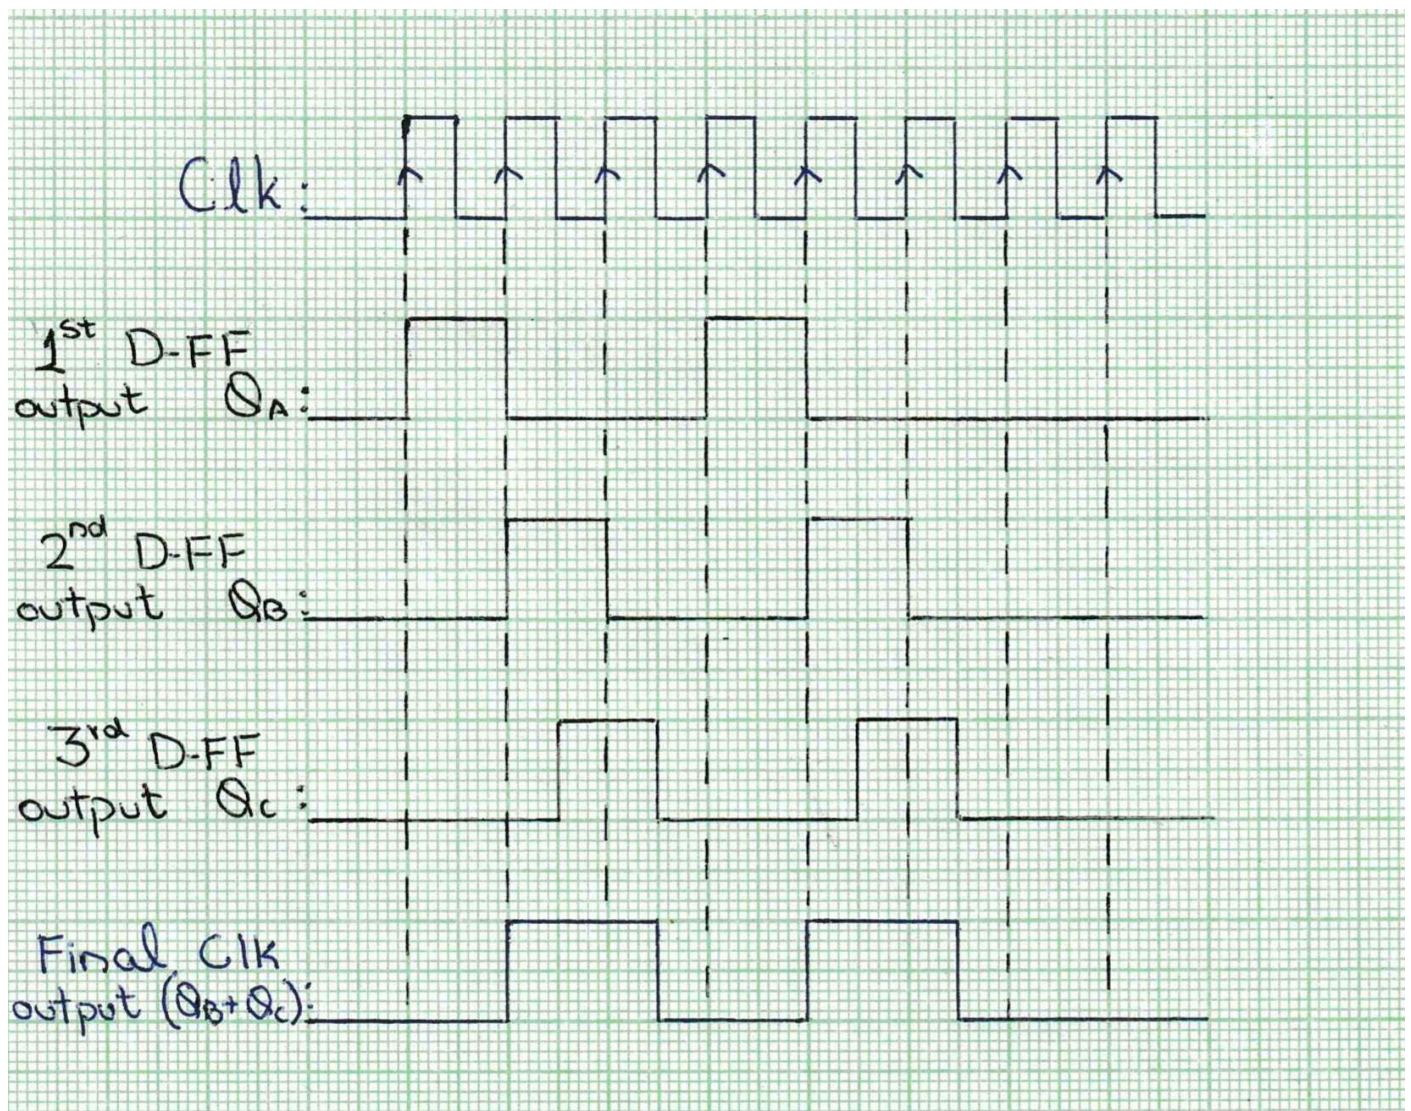 Clk:
1st D-FF
output QA:
2nd D-FF
output QB:
3rd D-FF
output QC:
Final Clk
output (QB+QC):